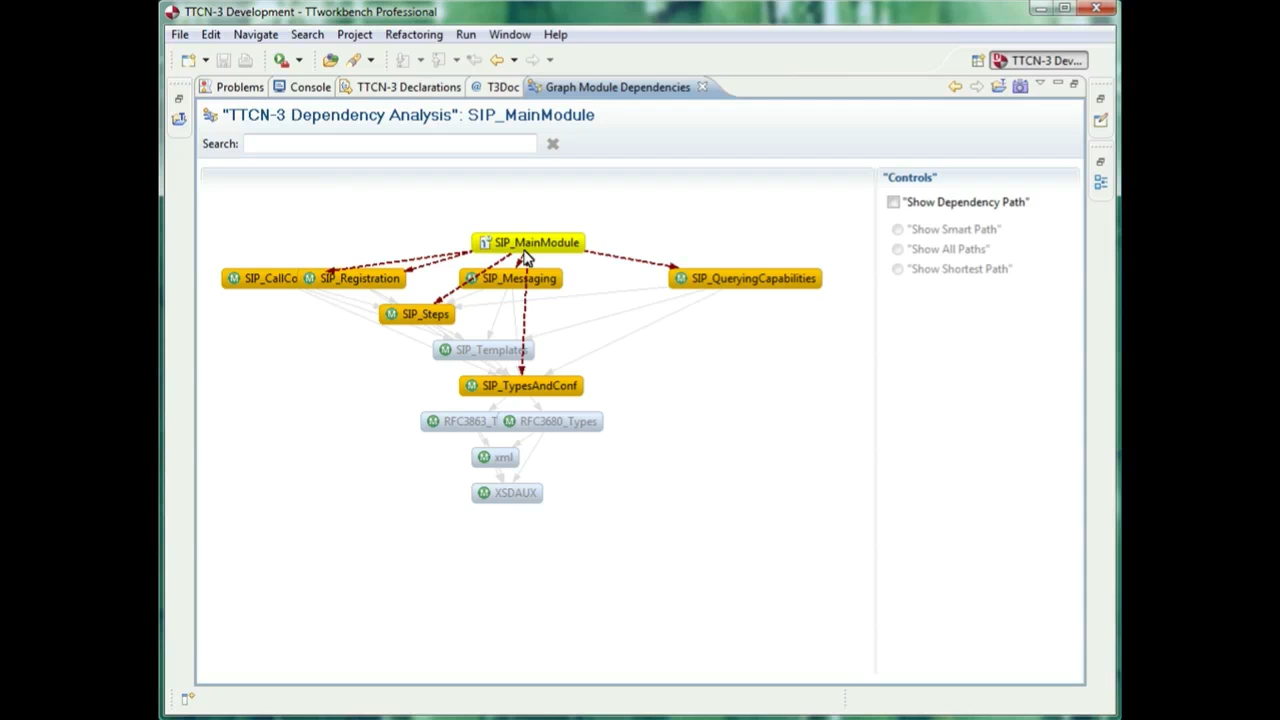 TTCN-3 Development - TTworkbench Professional
File Edit Navigate Search Project Refactoring Run Window Help
TTCN-3 Dev...
Problems Console TTCN-3 Declarations T3Doc Graph Module Dependencies
"TTCN-3 Dependency Analysis": SIP_MainModule
Search:
"Controls"
"Show Dependency Path"
"Show Smart Path"
"Show All Paths"
"Show Shortest Path"
SIP_MainModule
SIP_CallCo SIP_Registration SIP_Messaging SIP_QueryingCapabilities
SIP_Steps
SIP_Templates
SIP_TypesAndConf
RFC3863_T RFC3680_Types
xml
XSDAUX